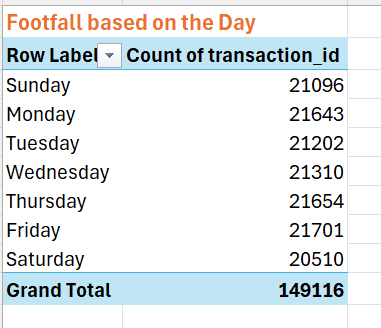 Footfall based on the Day
Row Label Count of transaction_id
Sunday 21096
Monday 21643
Tuesday 21202
Wednesday 21310
Thursday 21654
Friday 21701
Saturday 20510
Grand Total 149116